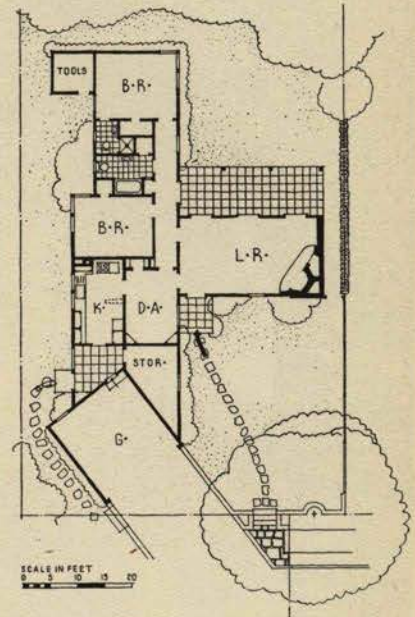 TOOLS
B·R·
B·R·
L·R·
K·
D·A·
STOR·
G·
SCALE IN FEET
0 5 10 15 20